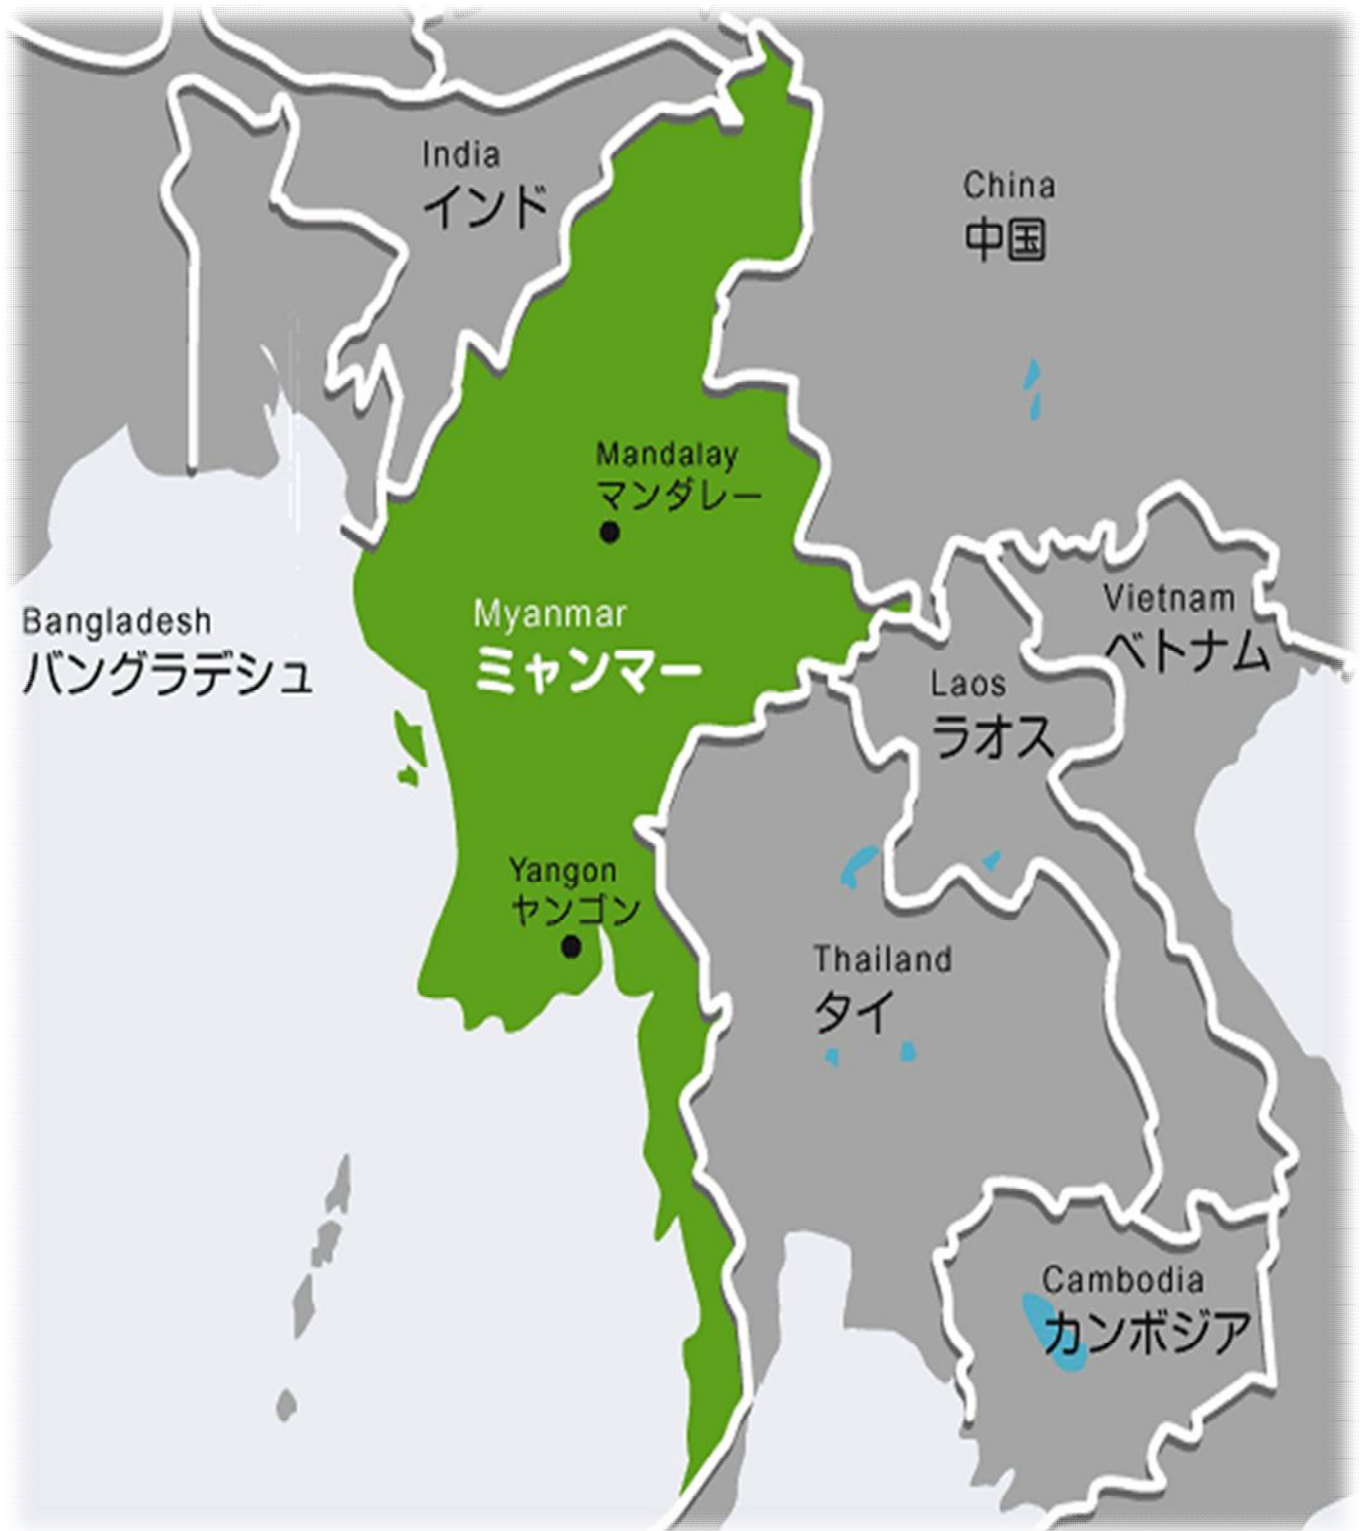 India
インド
China
中国
Mandalay
マンダレー
Myanmar
ミャンマー
Bangladesh
バングラデシュ
Vietnam
ベトナム
Laos
ラオス
Yangon
ヤンゴン
Thailand
タイ
Cambodia
カンボジア